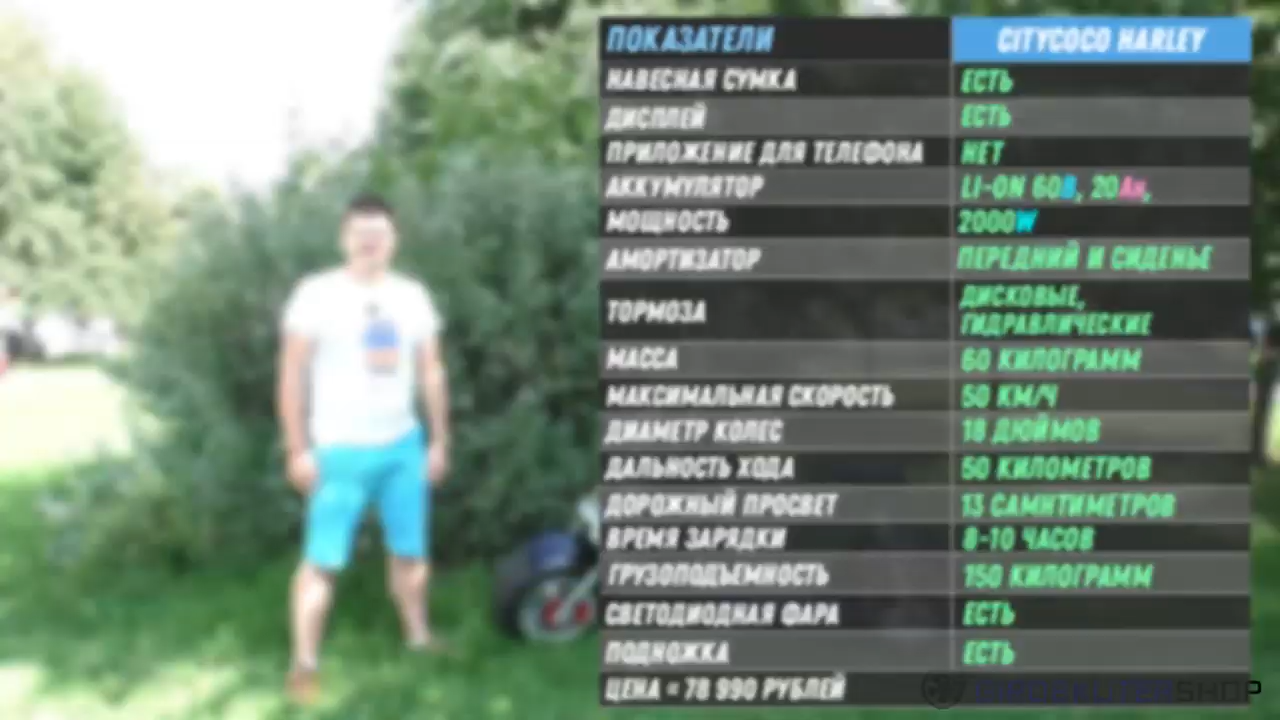 ПОКАЗАТЕЛИ CITYCOCO HARLEY
НАВЕСНАЯ СУМКА ЕСТЬ
ДИСПЛЕЙ ЕСТЬ
ПРИЛОЖЕНИЕ ДЛЯ ТЕЛЕФОНА НЕТ
АККУМУЛЯТОР LI-ON 60В, 20Ач,
МОЩНОСТЬ 2000W
АМОРТИЗАТОР ПЕРЕДНИЙ И СИДЕНЬЕ
ТОРМОЗА ДИСКОВЫЕ,
ГИДРАВЛИЧЕСКИЕ
МАССА 60 КИЛОГРАММ
МАКСИМАЛЬНАЯ СКОРОСТЬ 50 КМ/Ч
ДИАМЕТР КОЛЕС 18 ДЮЙМОВ
ДАЛЬНОСТЬ ХОДА 50 КИЛОМЕТРОВ
ДОРОЖНЫЙ ПРОСВЕТ 13 САМНТИМЕТРОВ
ВРЕМЯ ЗАРЯДКИ 8-10 ЧАСОВ
ГРУЗОПОДЪЕМНОСТЬ 150 КИЛОГРАММ
СВЕТОДИОДНАЯ ФАРА ЕСТЬ
ПОДНОЖКА ЕСТЬ
ЦЕНА = 78 990 РУБЛЕЙ